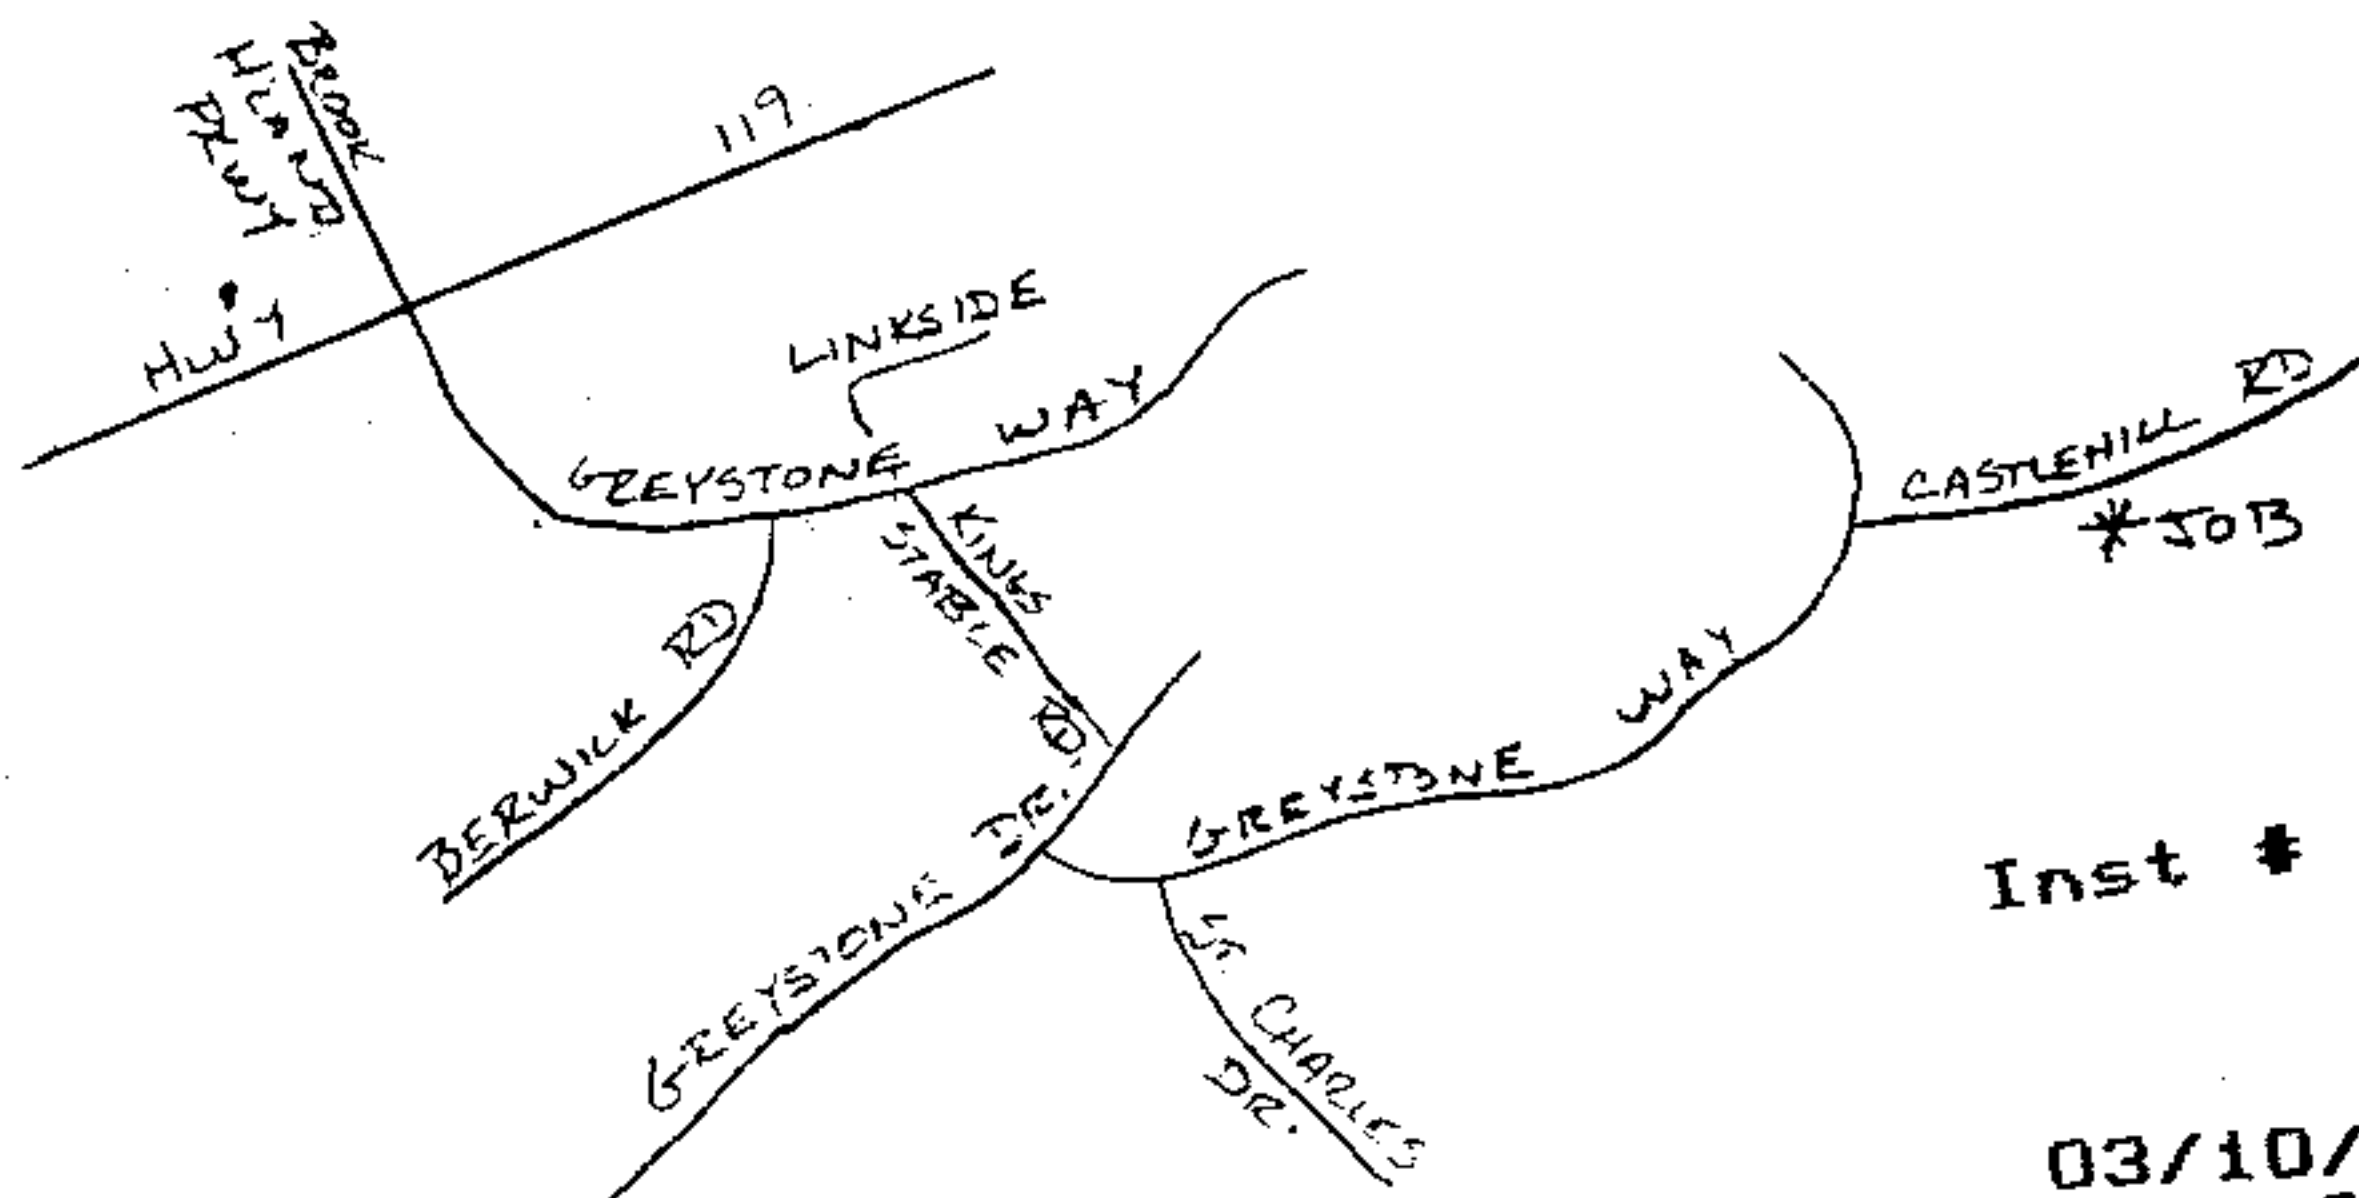 BROOK
HILAND
PKWY
HWY 119
LINKSIDE
GREYSTONE WAY
KINGS
STABLE RD.
BERWICK RD
CASTLEHILL RD
* JOB
GREYSTONE WAY
GREYSTONE DR.
ST. CHARLES
DR.
Inst #
03/10/